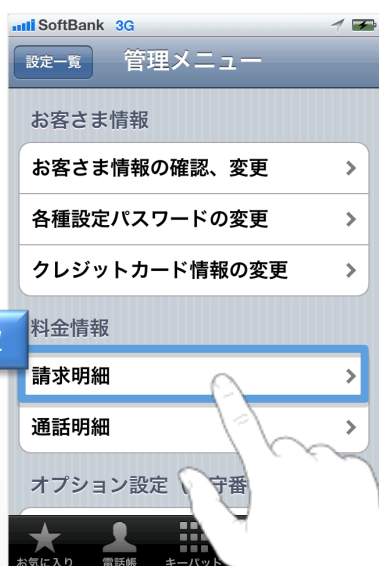 SoftBank 3G
設定一覧 管理メニュー
お客さま情報
お客さま情報の確認、変更
各種設定パスワードの変更
クレジットカード情報の変更
料金情報
請求明細
通話明細
オプション設定
お気に入り 電話帳 キーパット